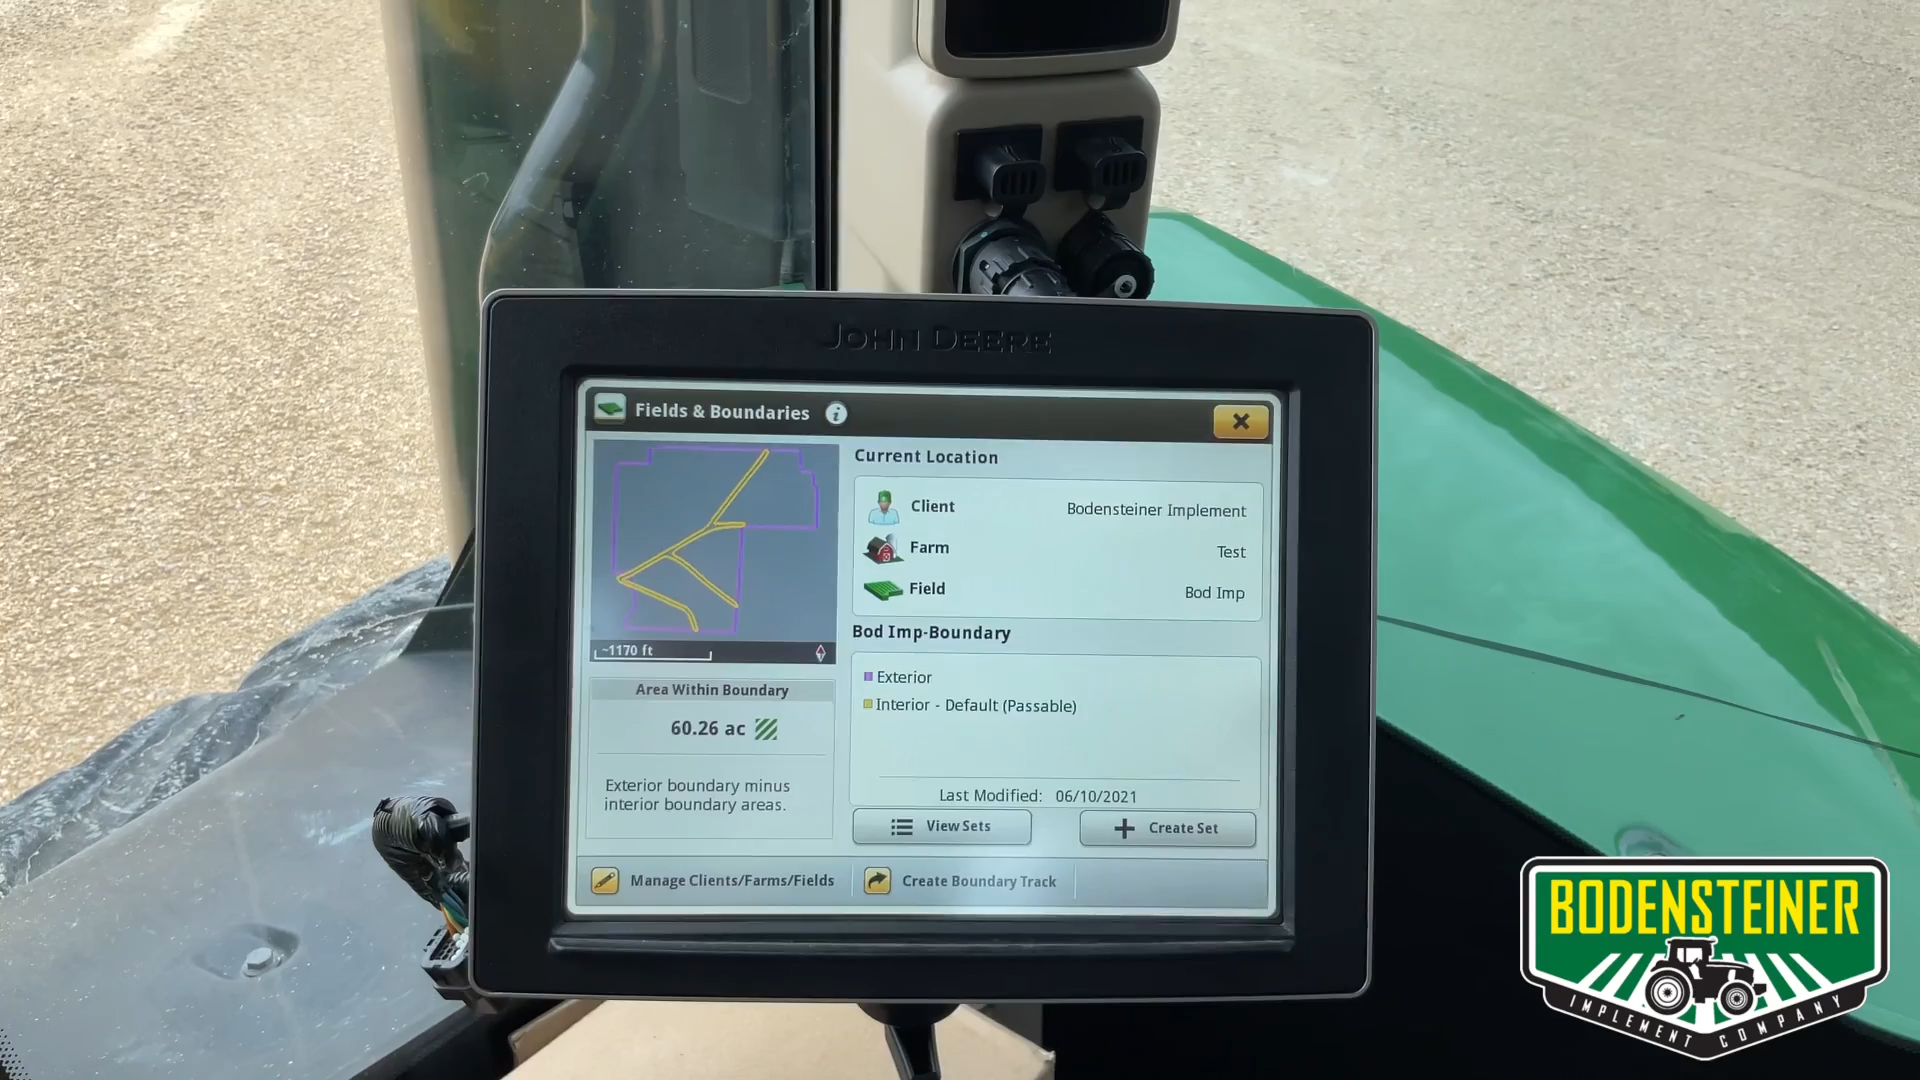 JOHN DEERE
Fields & Boundaries
Current Location
Client Bodensteiner Implement
Farm Test
Field Bod Imp
~1170 ft
Bod Imp-Boundary
Exterior
Interior - Default (Passable)
Area Within Boundary
60.26 ac
Exterior boundary minus
interior boundary areas.
Last Modified: 06/10/2021
View Sets
Create Set
Manage Clients/Farms/Fields
Create Boundary Track
BODENSTEINER
IMPLEMENT COMPANY